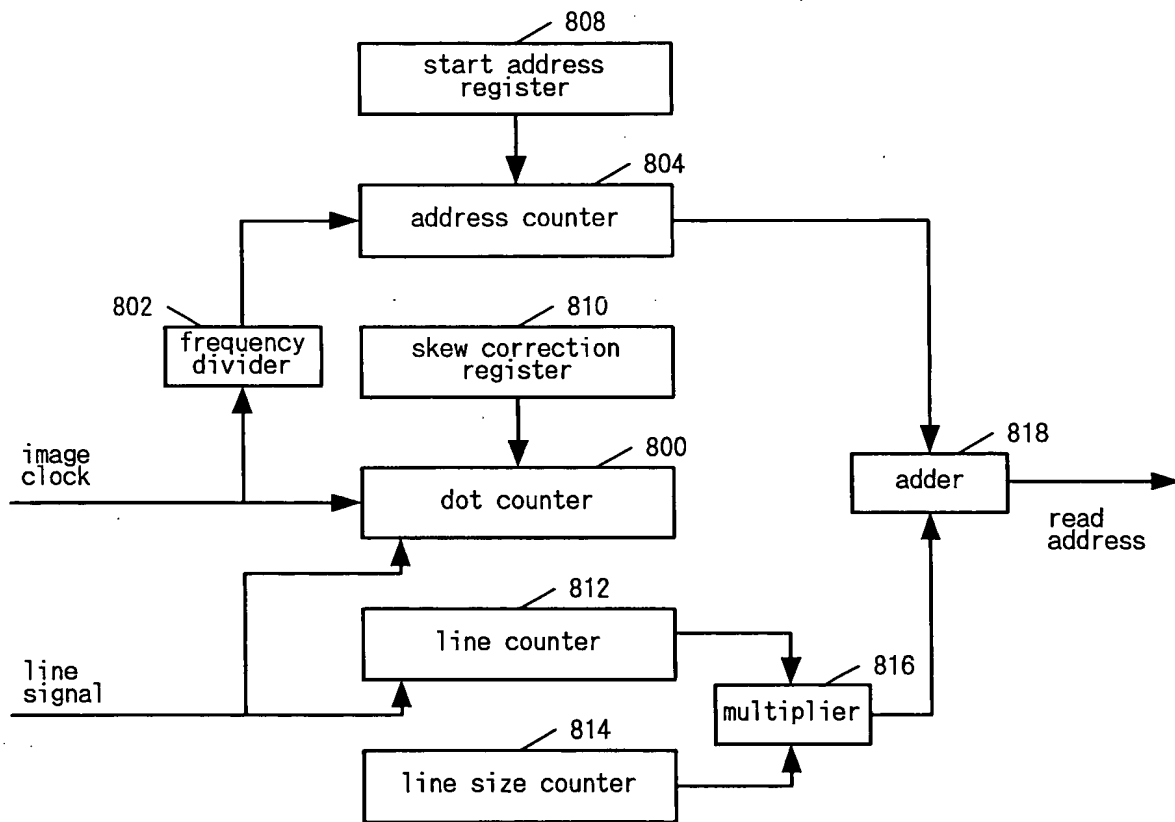 808
start address
register
804
address counter
802
frequency
divider
810
skew correction
register
image
clock
800
dot counter
818
adder
read
address
812
line counter
line
signal
816
multiplier
814
line size counter